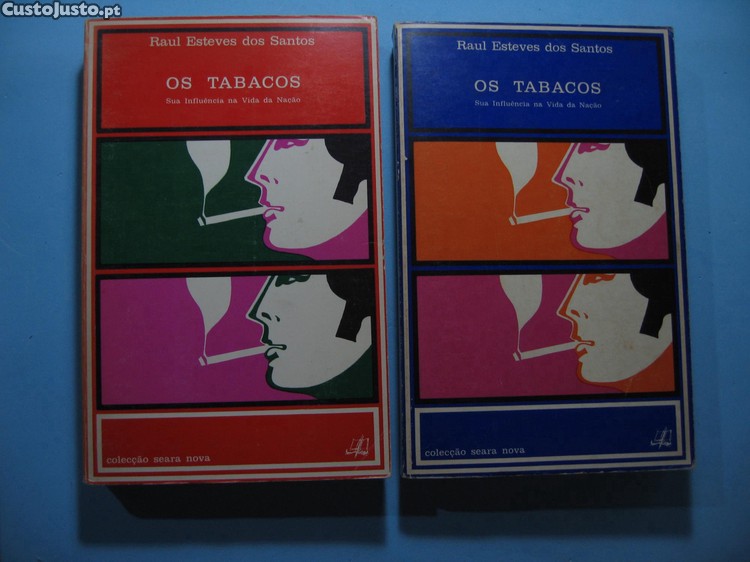 CustoJusto.pt
Raul Esteves dos Santos
OS TABACOS
Sua Influência na Vida da Nação
colecção seara nova
Raul Esteves dos Santos
OS TABACOS
Sua Influência na Vida da Nação
colecção seara nova